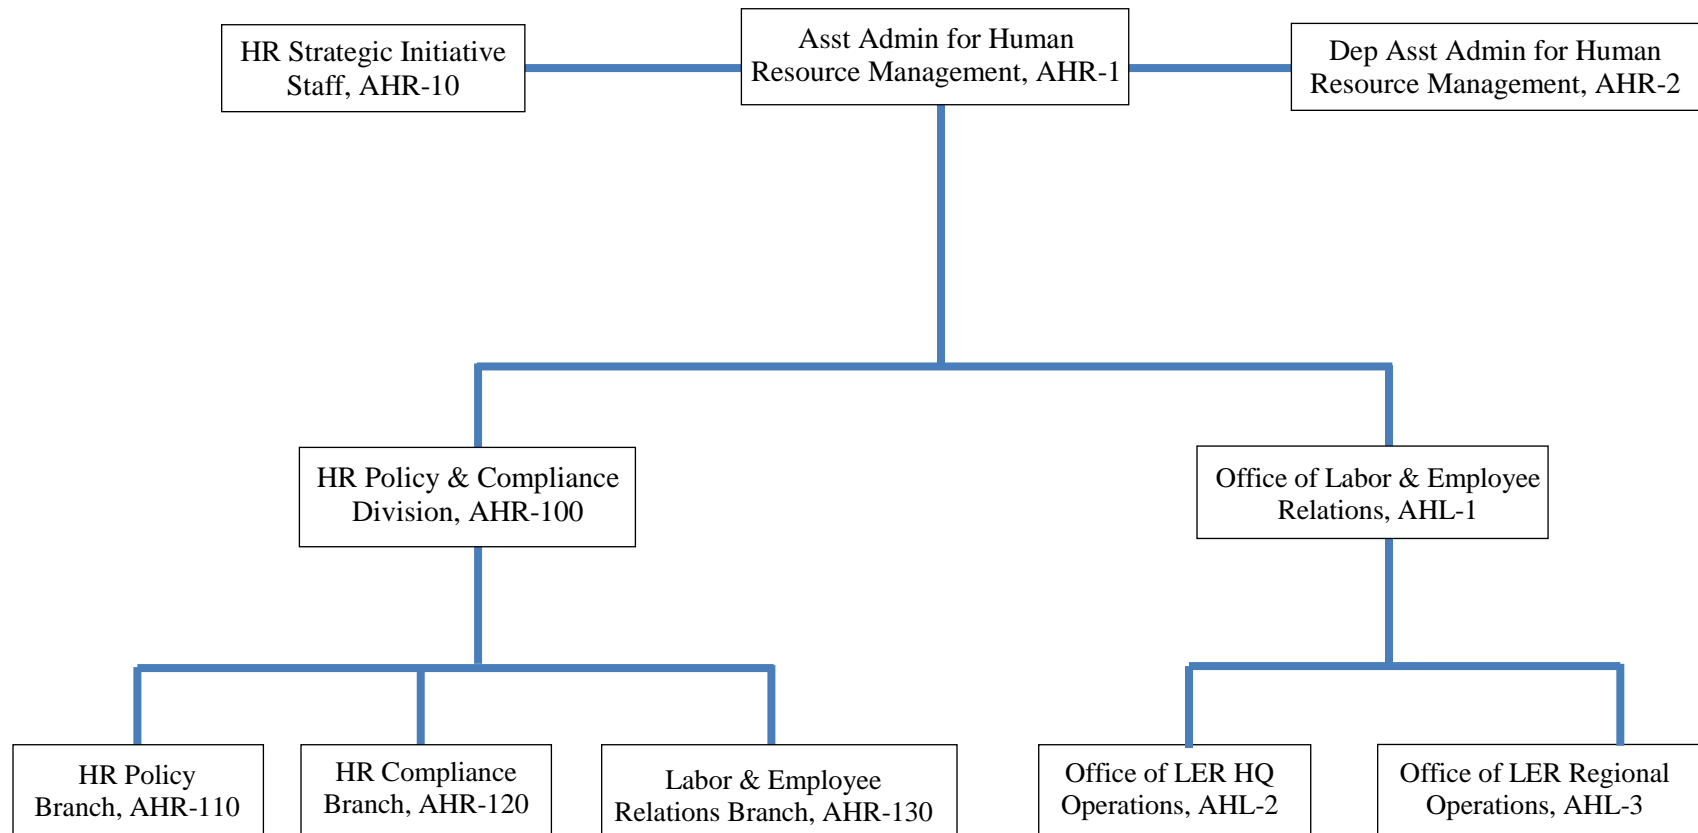 HR Strategic Initiative
Staff, AHR-10
Asst Admin for Human
Resource Management, AHR-1
Dep Asst Admin for Human
Resource Management, AHR-2
HR Policy & Compliance
Division, AHR-100
Office of Labor & Employee
Relations, AHL-1
HR Policy
Branch, AHR-110
HR Compliance
Branch, AHR-120
Labor & Employee
Relations Branch, AHR-130
Office of LER HQ
Operations, AHL-2
Office of LER Regional
Operations, AHL-3